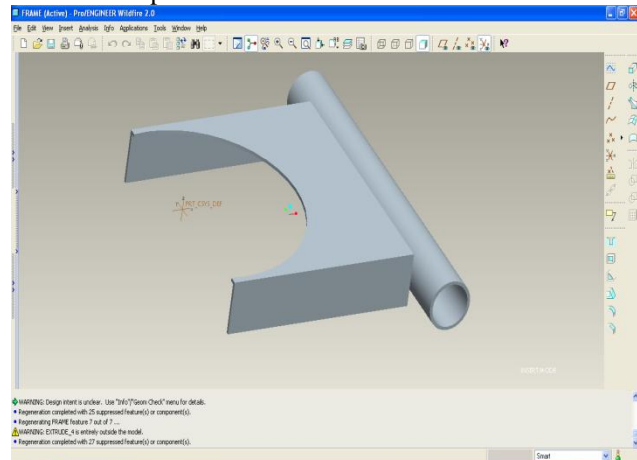 FRAME (Active) - Pro/ENGINEER Wildfire 2.0
File Edit View Insert Analysis Info Applications Tools Window Help
PRT_CSYS_DEF
WARNING: Design intent is unclear. Use "Info"/"Geom Check" menu for details.
• Regeneration completed with 25 suppressed feature(s) or component(s).
• Regenerating FRAME feature 7 out of 7 ...
WARNING: EXTRUDE_4 is entirely outside the model.
• Regeneration completed with 27 suppressed feature(s) or component(s).
Smart